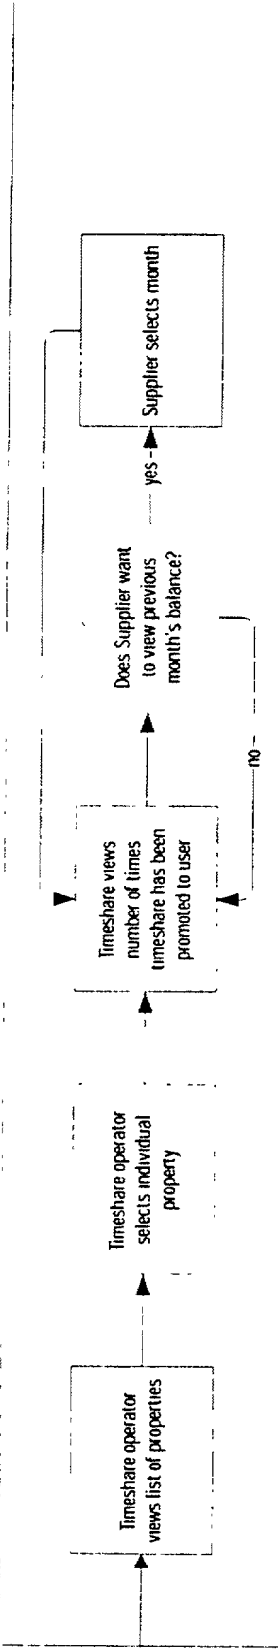 Timeshare operator
views list of properties
Timeshare operator
selects individual
property
Timeshare views
number of times
timeshare has been
promoted to user
Does Supplier want
to view previous
month's balance?
yes
no
Supplier selects month